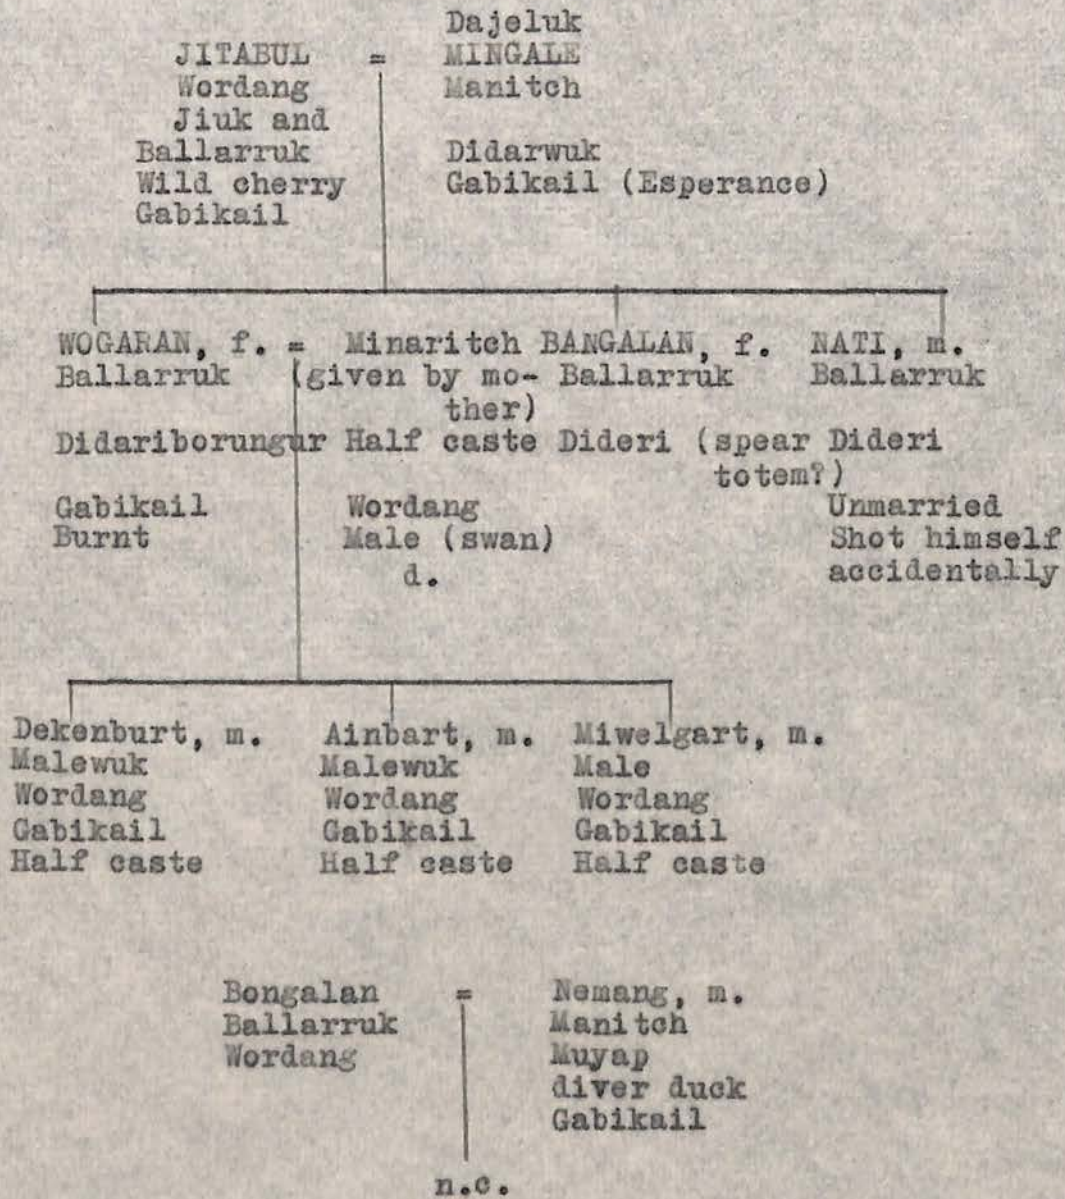 Dajeluk
JITABUL = MINGALE
Wordang Manitch
Jiuk and
Ballarruk Didarwuk
Wild cherry Gabikail (Esperance)
Gabikail
WOGARAN, f. = Minaritch BANGALAN, f. NATI, m.
Ballarruk (given by mo- Ballarruk Ballarruk
ther)
Didariborungur Half caste Dideri (spear Dideri
totem?)
Gabikail Wordang Unmarried
Burnt Male (swan) Shot himself
d. accidentally
Dekenburt, m. Ainbart, m. Miwelgart, m.
Malewuk Malewuk Male
Wordang Wordang Wordang
Gabikail Gabikail Gabikail
Half caste Half caste Half caste
Bongalan = Nemang, m.
Ballarruk Manitch
Wordang Muyap
diver duck
Gabikail
n.c.